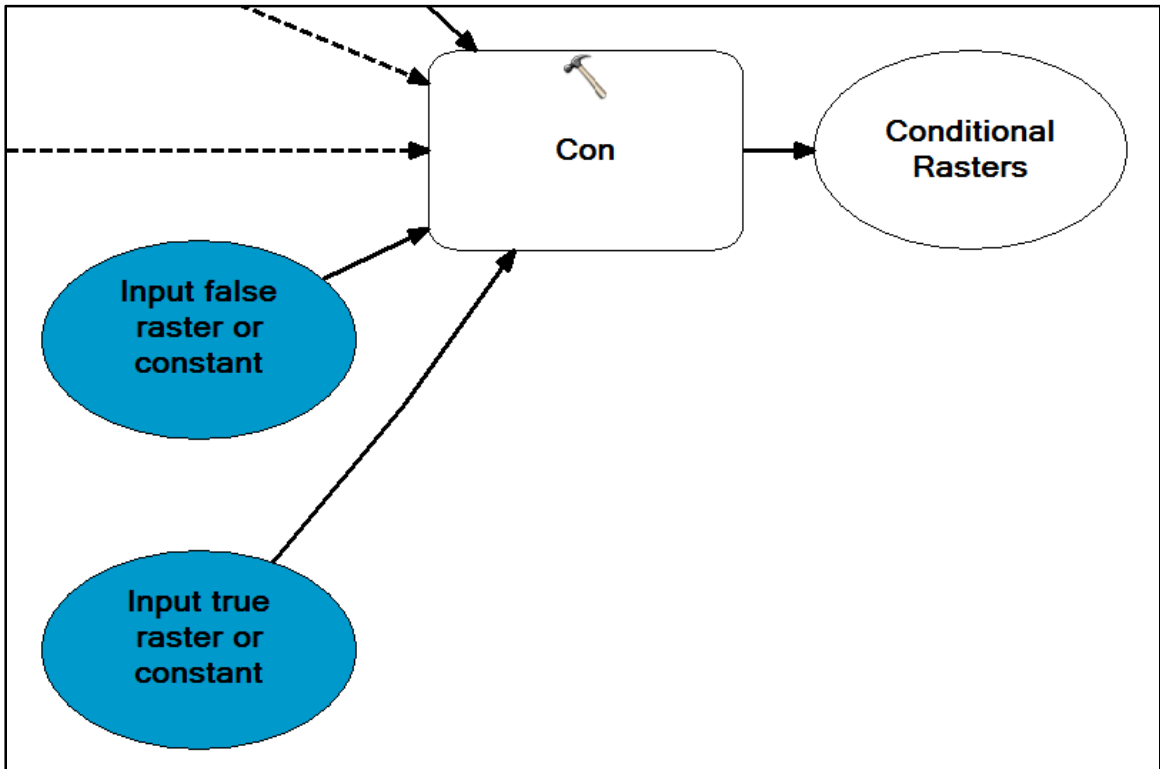 Con
Conditional
Rasters
Input false
raster or
constant
Input true
raster or
constant